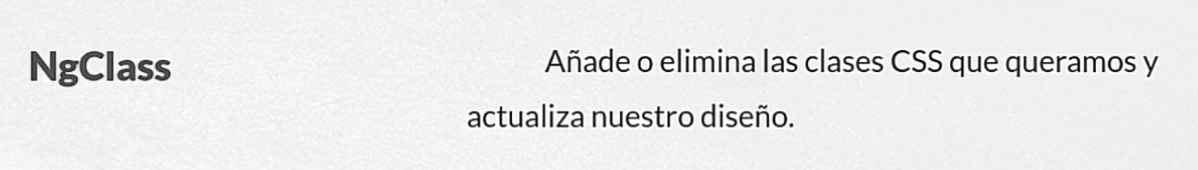 NgClass
Añade o elimina las clases CSS que queramos y
actualiza nuestro diseño.